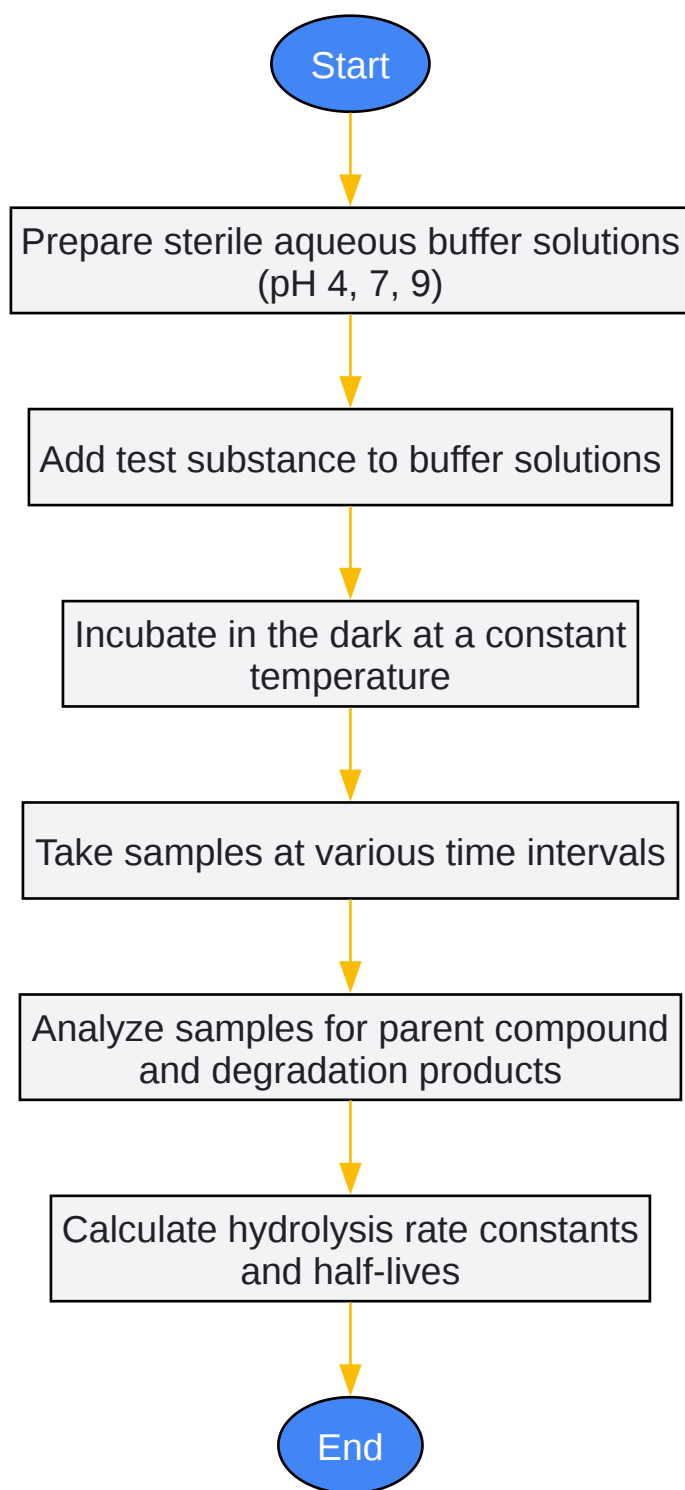 Start
Prepare sterile aqueous buffer solutions
(pH 4, 7, 9)
Add test substance to buffer solutions
Incubate in the dark at a constant
temperature
Take samples at various time intervals
Analyze samples for parent compound
and degradation products
Calculate hydrolysis rate constants
and half-lives
End